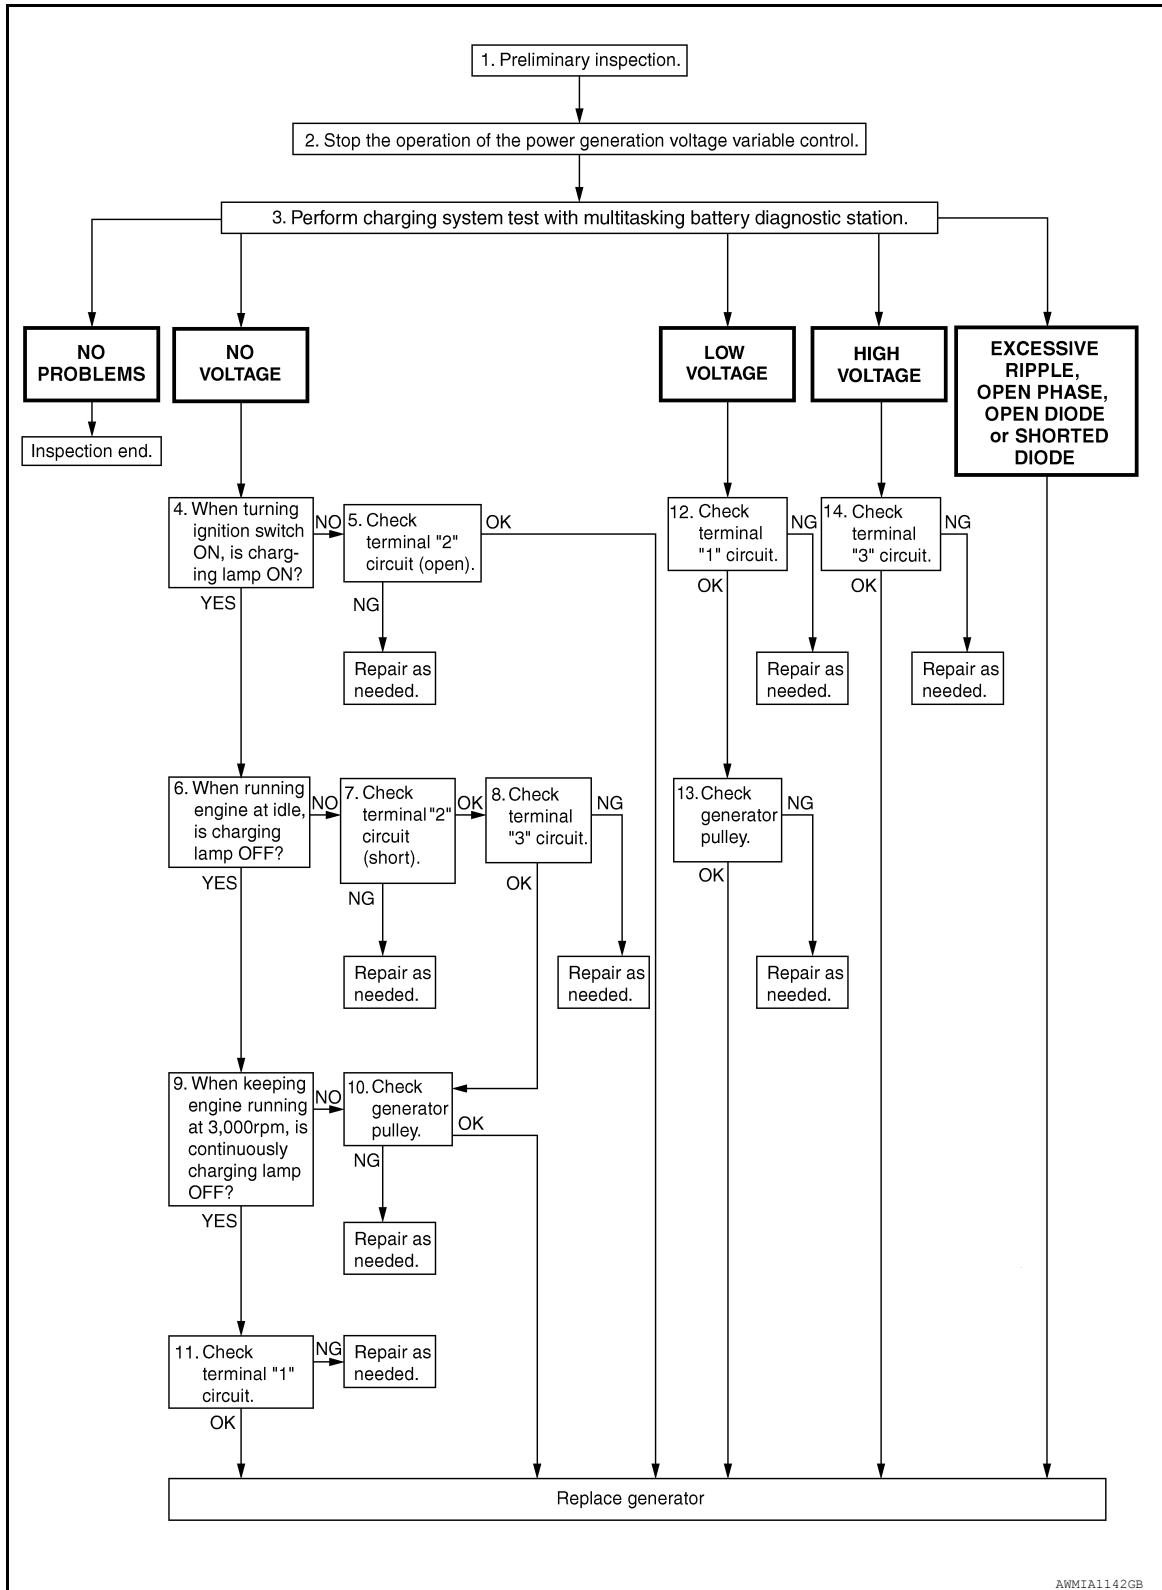 1. Preliminary inspection.
2. Stop the operation of the power generation voltage variable control.
3. Perform charging system test with multitasking battery diagnostic station.
NO
PROBLEMS
NO
VOLTAGE
LOW
VOLTAGE
HIGH
VOLTAGE
EXCESSIVE
RIPPLE,
OPEN PHASE,
OPEN DIODE
or SHORTED
DIODE
Inspection end.
4. When turning
ignition switch
ON, is charg-
ing lamp ON?
NO
YES
5. Check
terminal "2"
circuit (open).
OK
NG
Repair as
needed.
12. Check
terminal
"1" circuit.
NG
OK
Repair as
needed.
14. Check
terminal
"3" circuit.
NG
OK
Repair as
needed.
6. When running
engine at idle,
is charging
lamp OFF?
NO
YES
7. Check
terminal "2"
circuit
(short).
OK
NG
Repair as
needed.
8. Check
terminal
"3" circuit.
NG
OK
Repair as
needed.
13. Check
generator
pulley.
NG
OK
Repair as
needed.
9. When keeping
engine running
at 3,000rpm, is
continuously
charging lamp
OFF?
NO
YES
10. Check
generator
pulley.
OK
NG
Repair as
needed.
11. Check
terminal "1"
circuit.
NG
OK
Repair as
needed.
Replace generator
AWMIA1142GB